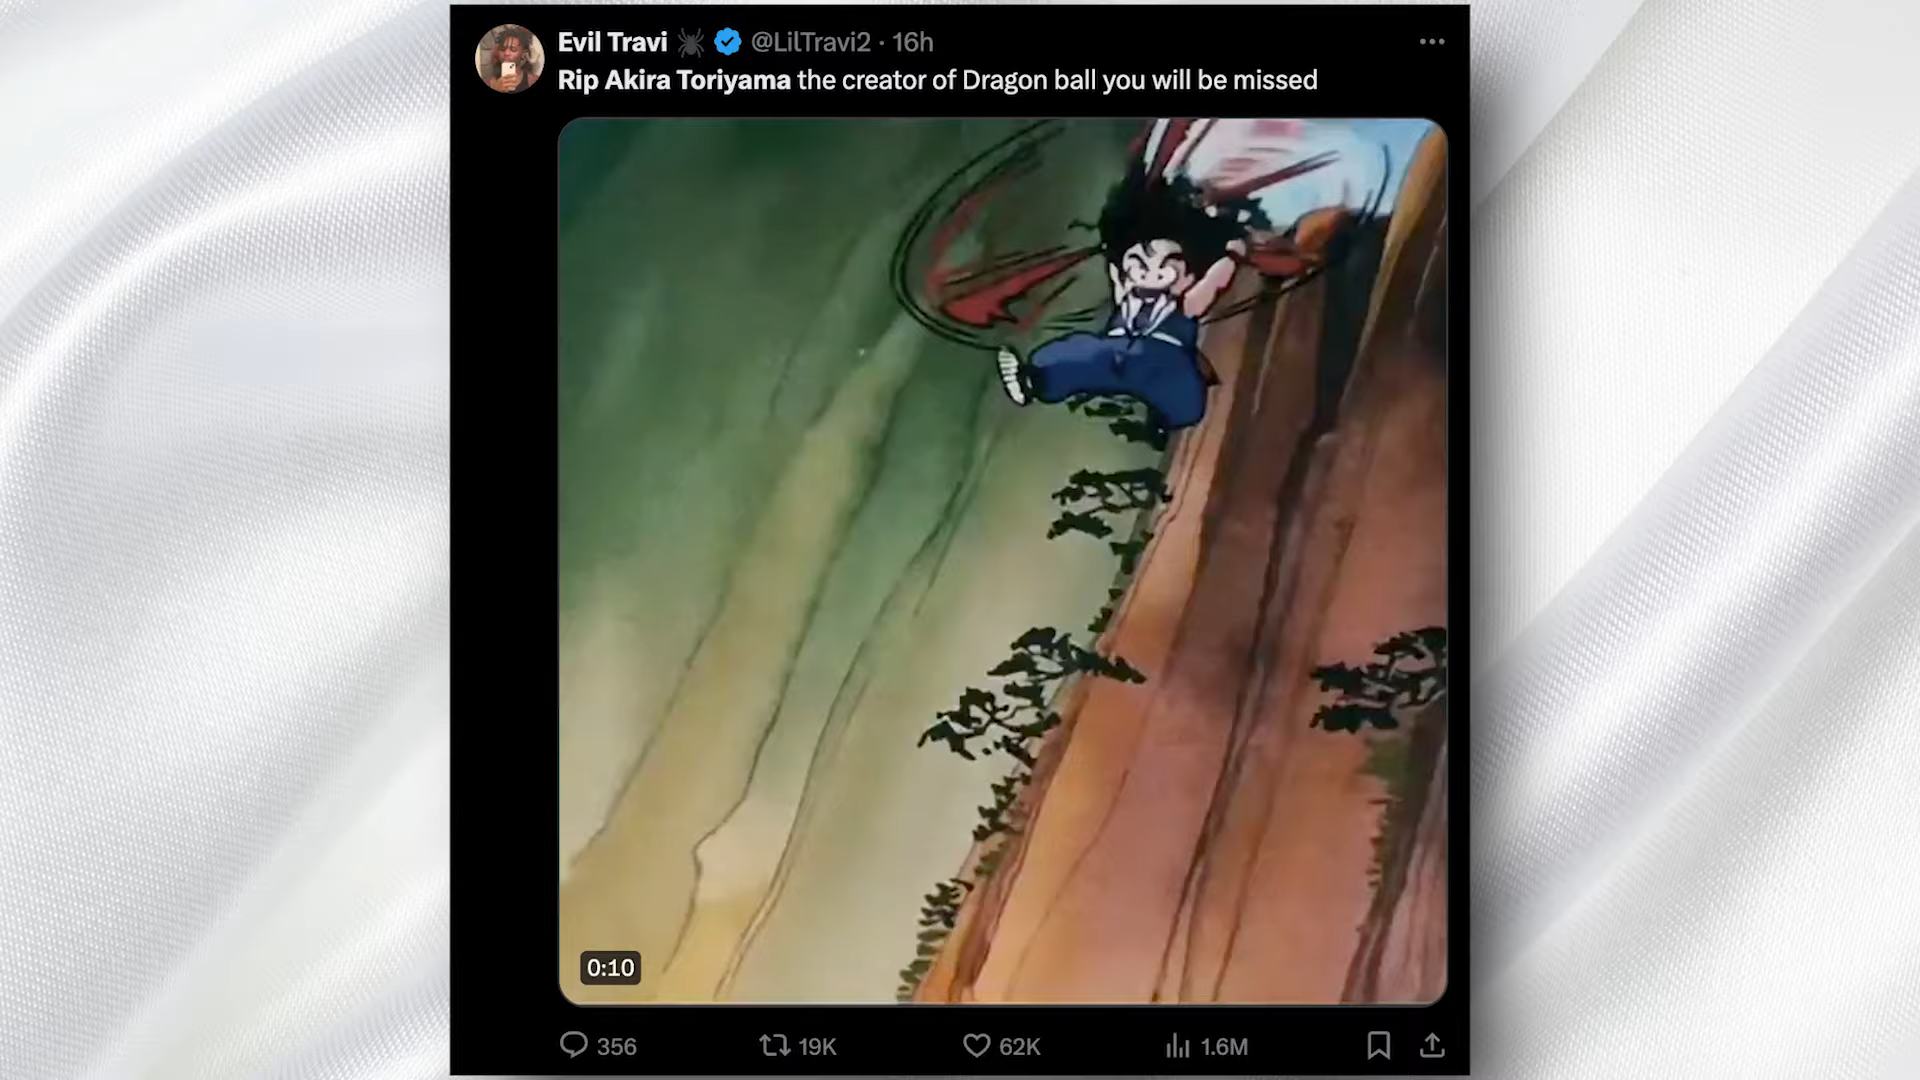 Evil Travi 🕷️ @LilTravi2 · 16h
Rip Akira Toriyama the creator of Dragon ball you will be missed
0:10
356 19K 62K 1.6M